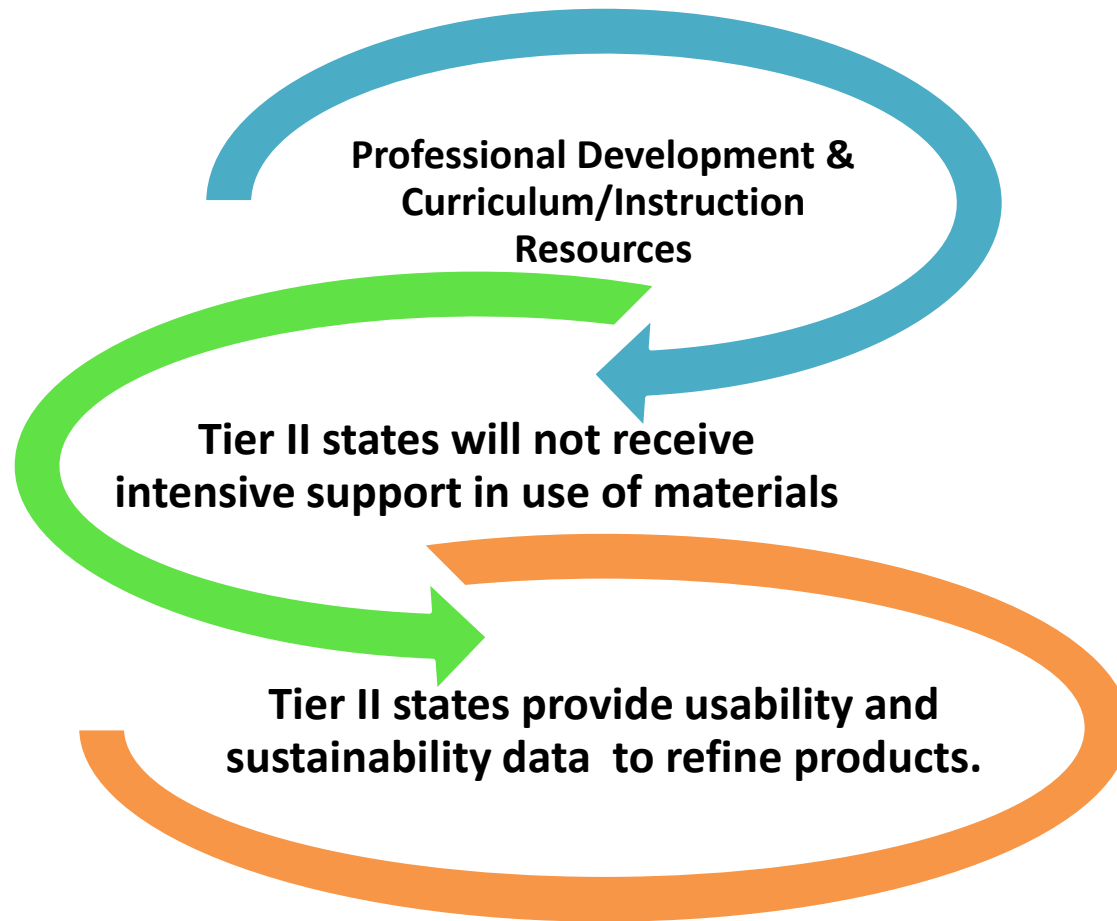 Professional Development &
Curriculum/Instruction
Resources
Tier II states will not receive
intensive support in use of materials
Tier II states provide usability and
sustainability data  to refine products.